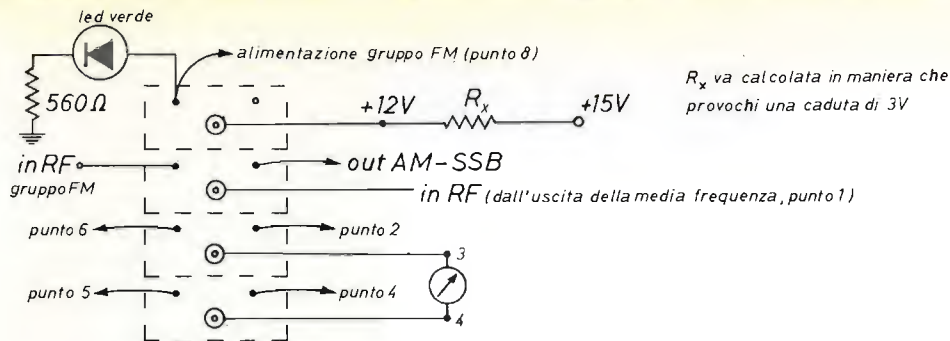 led verde
alimentazione gruppo FM (punto 8)
560Ω
+12V
Rx
+15V
Rx va calcolata in maniera che
provochi una caduta di 3V
in RF
gruppo FM
out AM-SSB
in RF (dall'uscita della media frequenza, punto 1)
punto 6
punto 2
3
punto 5
punto 4
4